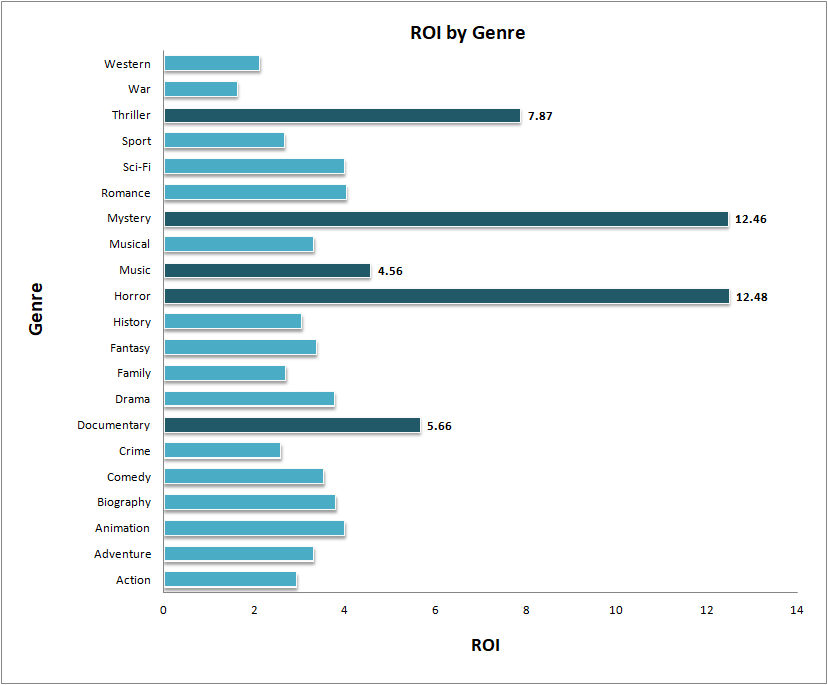 ROI by Genre
Western
War
Thriller 7.87
Sport
Sci-Fi
Romance
Mystery 12.46
Musical
Music 4.56
Horror 12.48
Genre
History
Fantasy
Family
Drama
Documentary 5.66
Crime
Comedy
Biography
Animation
Adventure
Action
0 2 4 6 8 10 12 14
ROI